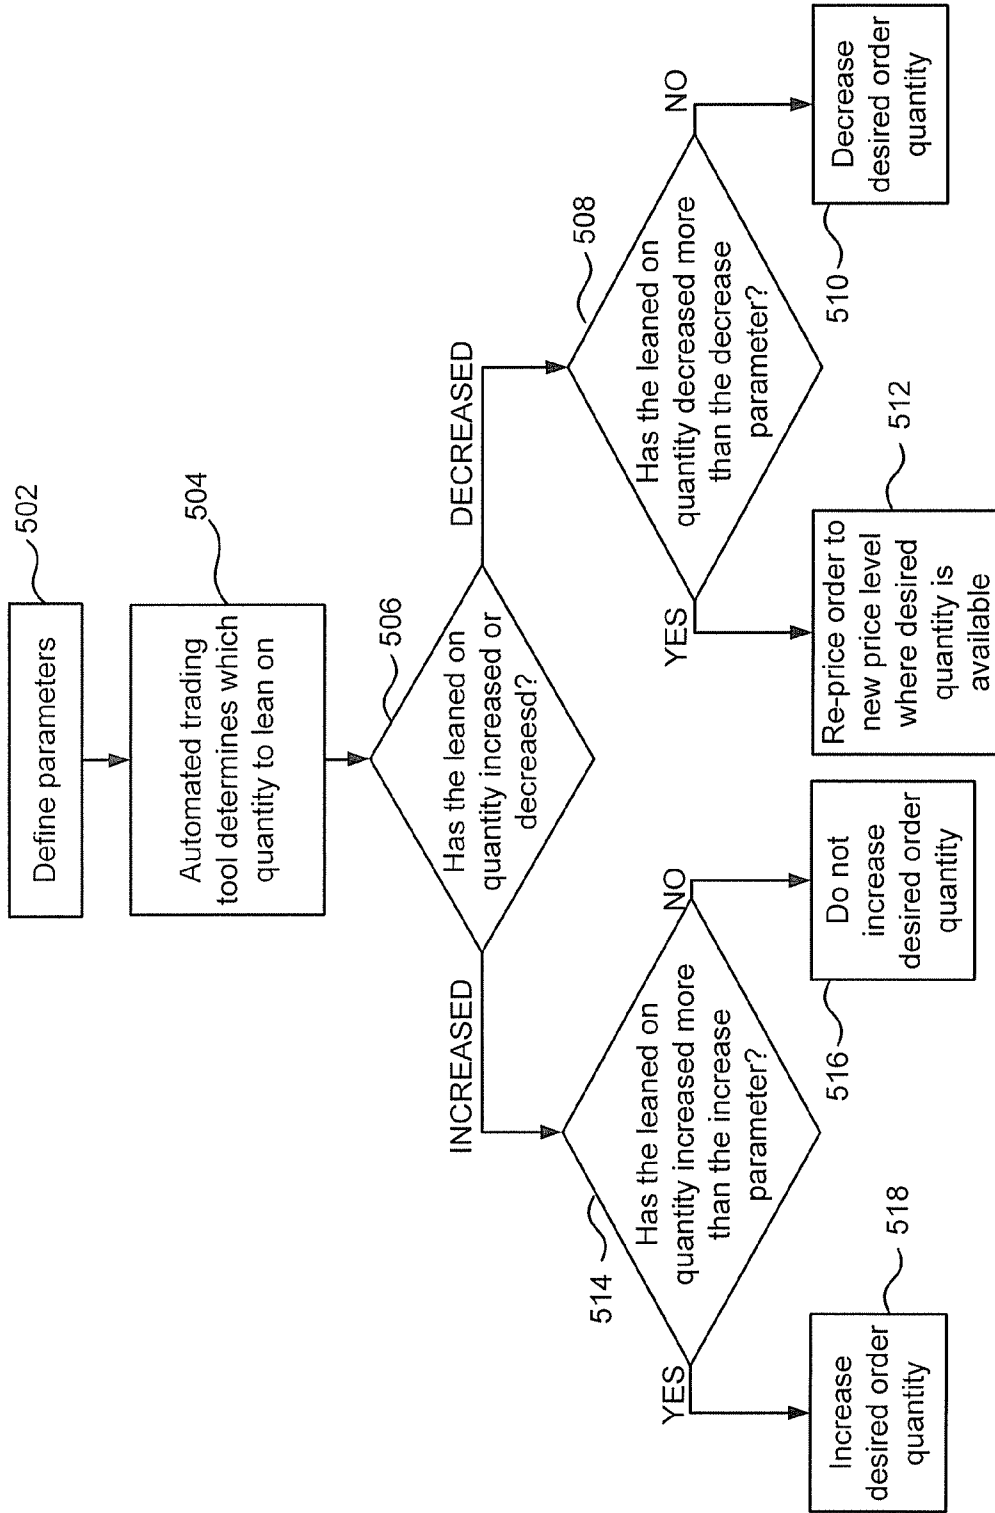 Define parameters
502
Automated trading
tool determines which
quantity to lean on
504
Has the leaned on
quantity increased or
decreaesd?
506
INCREASED
DECREASED
Has the leaned on
quantity increased more
than the increase
parameter?
514
YES
NO
Increase
desired order
quantity
518
Do not
increase
desired order
quantity
516
Has the leaned on
quantity decreased more
than the decrease
parameter?
508
YES
NO
Re-price order to
new price level
where desired
quantity is
available
512
Decrease
desired order
quantity
510